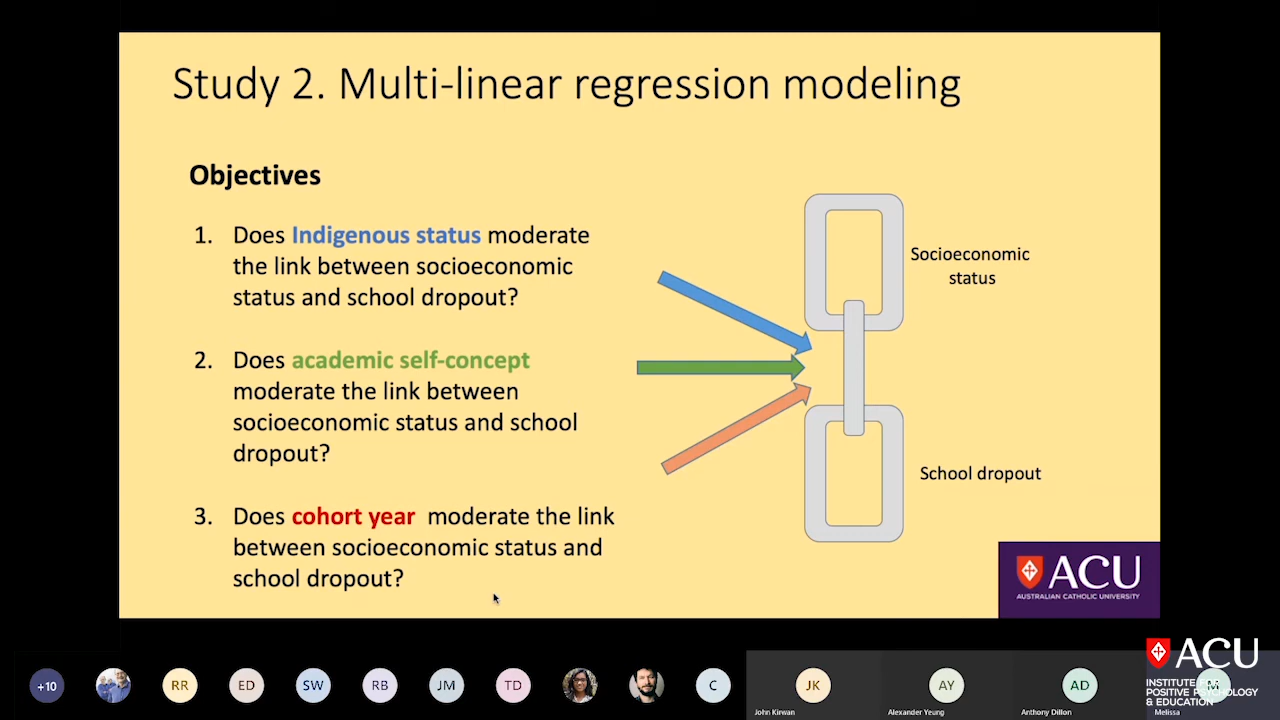 Study 2. Multi-linear regression modeling
Objectives
1. Does Indigenous status moderate
the link between socioeconomic
status and school dropout?
2. Does academic self-concept
moderate the link between
socioeconomic status and school
dropout?
3. Does cohort year moderate the link
between socioeconomic status and
school dropout?
Socioeconomic
status
School dropout
ACU
AUSTRALIAN CATHOLIC UNIVERSITY
+10
RR
ED
SW
RB
JM
TD
C
JK
AY
AD
John Kirwan
Alexander Yeung
Anthony Dillon
Melissa
ACU
INSTITUTE FOR
POSITIVE PSYCHOLOGY
& EDUCATION